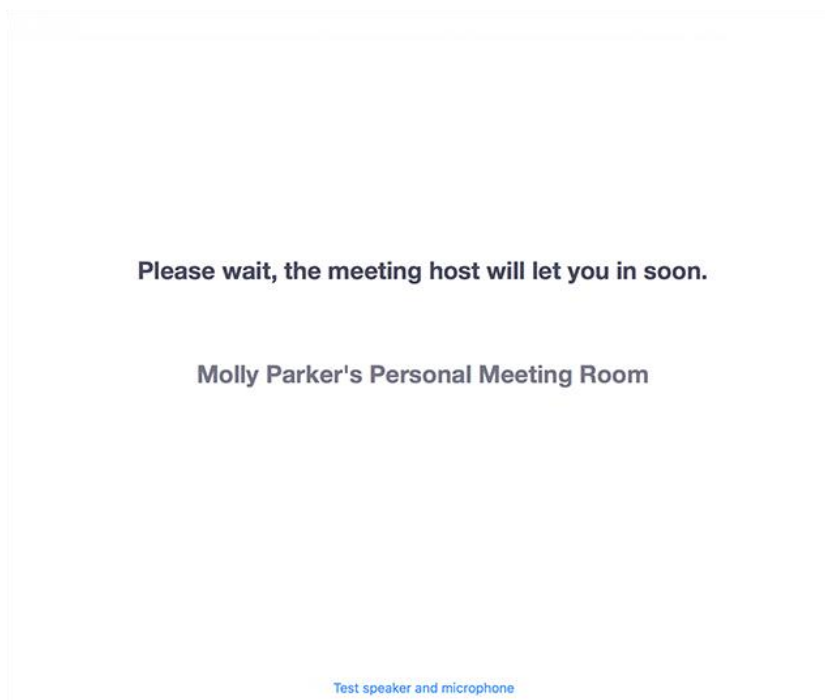 Please wait, the meeting host will let you in soon.
Molly Parker's Personal Meeting Room
Test speaker and microphone